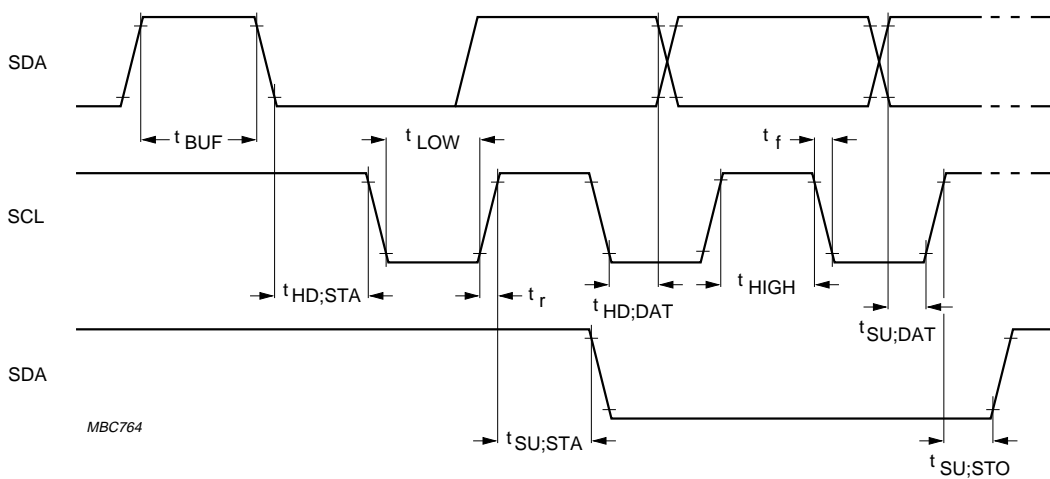 SDA
t BUF
t LOW
t f
SCL
t HD;STA
t r
t HD;DAT
t HIGH
t SU;DAT
SDA
MBC764
t SU;STA
t SU;STO